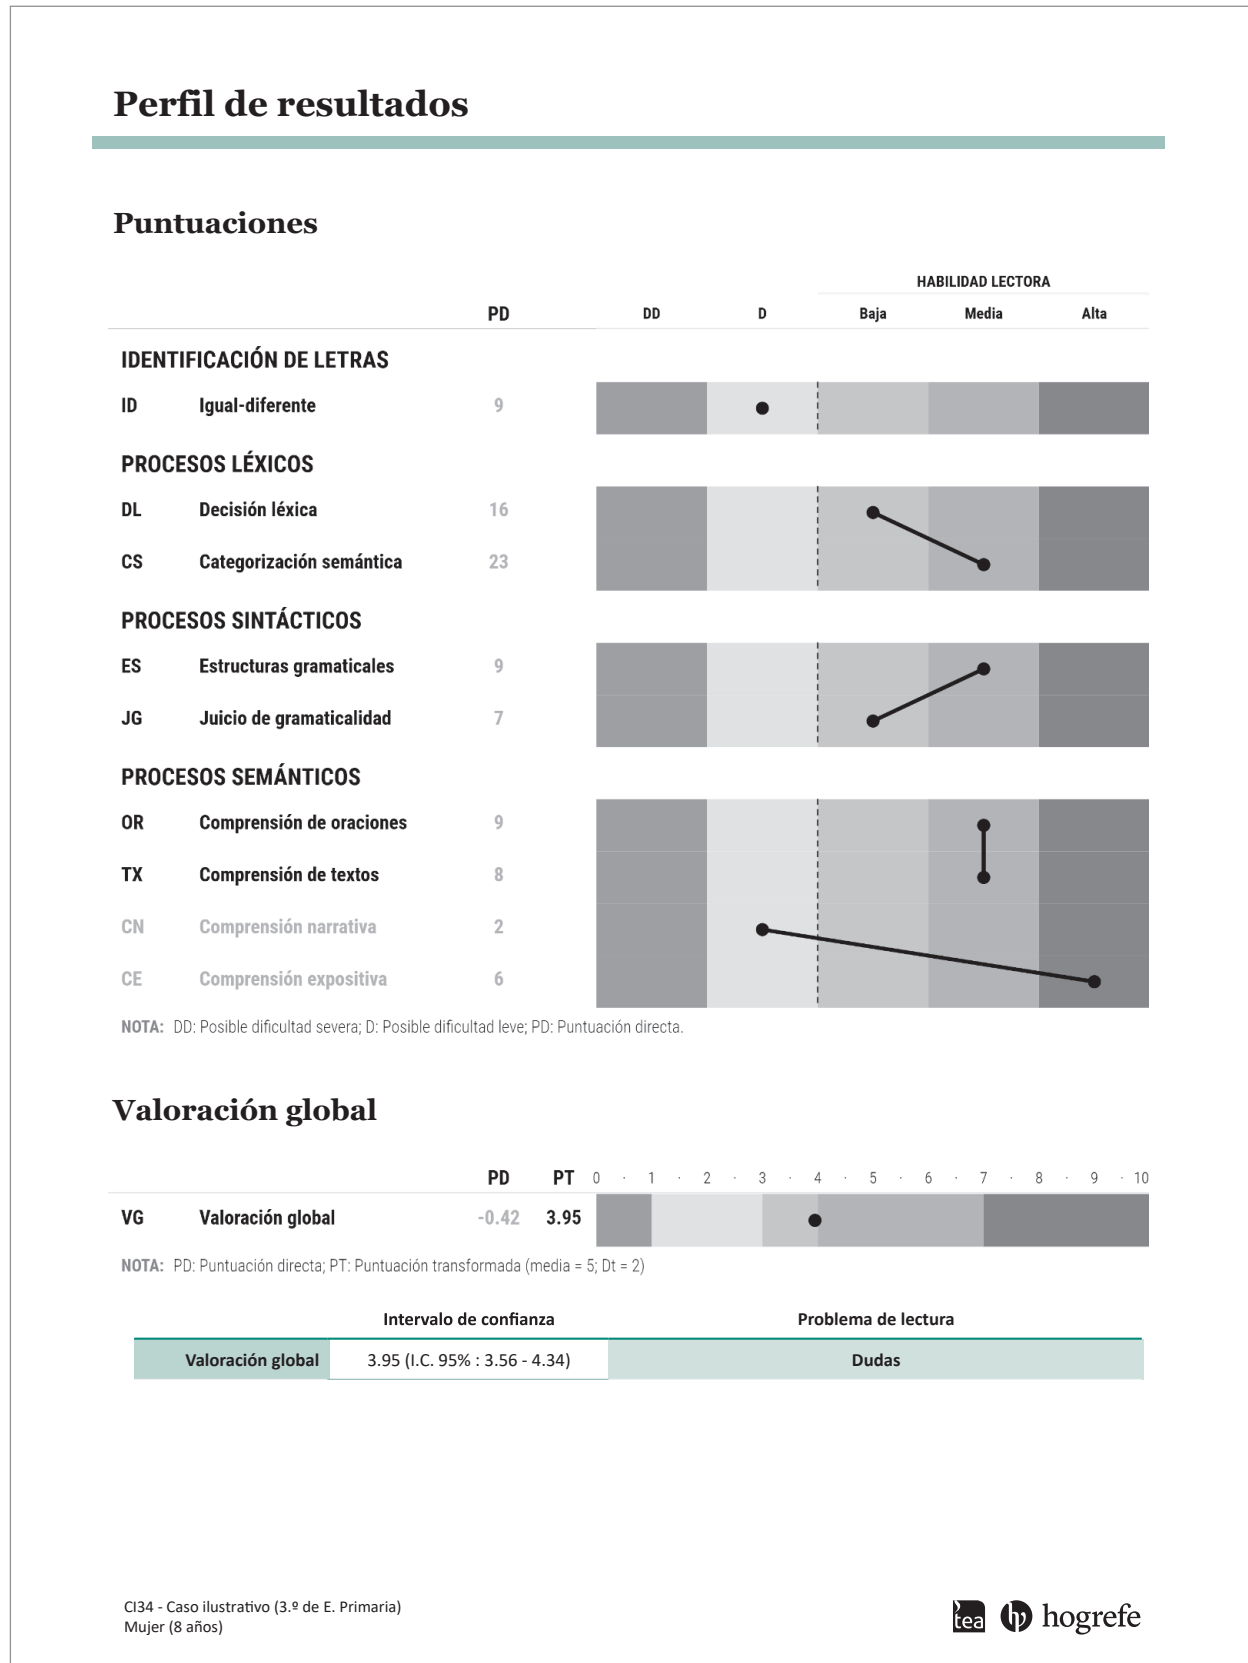 Perfil de resultados
Puntuaciones
HABILIDAD LECTORA
PD DD D Baja Media Alta
IDENTIFICACIÓN DE LETRAS
ID Igual-diferente 9
PROCESOS LÉXICOS
DL Decisión léxica 16
CS Categorización semántica 23
PROCESOS SINTÁCTICOS
ES Estructuras gramaticales 9
JG Juicio de gramaticalidad 7
PROCESOS SEMÁNTICOS
OR Comprensión de oraciones 9
TX Comprensión de textos 8
CN Comprensión narrativa 2
CE Comprensión expositiva 6
NOTA: DD: Posible dificultad severa; D: Posible dificultad leve; PD: Puntuación directa.
Valoración global
PD PT 0 · 1 · 2 · 3 · 4 · 5 · 6 · 7 · 8 · 9 · 10
VG Valoración global -0.42 3.95
NOTA: PD: Puntuación directa; PT: Puntuación transformada (media = 5; Dt = 2)
Intervalo de confianza Problema de lectura
Valoración global 3.95 (I.C. 95% : 3.56 - 4.34) Dudas
CI34 - Caso ilustrativo (3.º de E. Primaria)
Mujer (8 años)
tea hogrefe